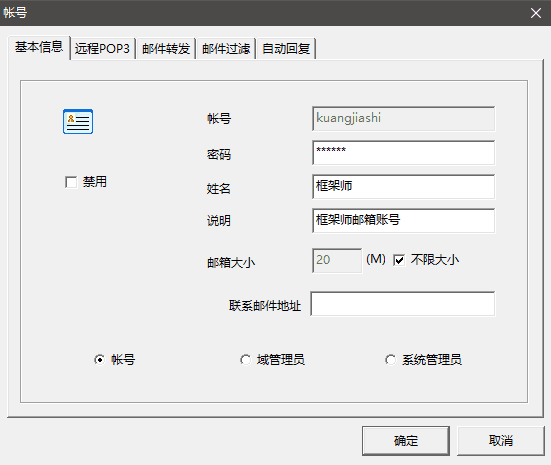 帐号
基本信息 远程POP3 邮件转发 邮件过滤 自动回复
帐号 kuangjiashi
密码 ******
禁用
姓名 框架师
说明 框架师邮箱账号
邮箱大小 20 (M) 不限大小
联系邮件地址
帐号 域管理员 系统管理员
确定 取消